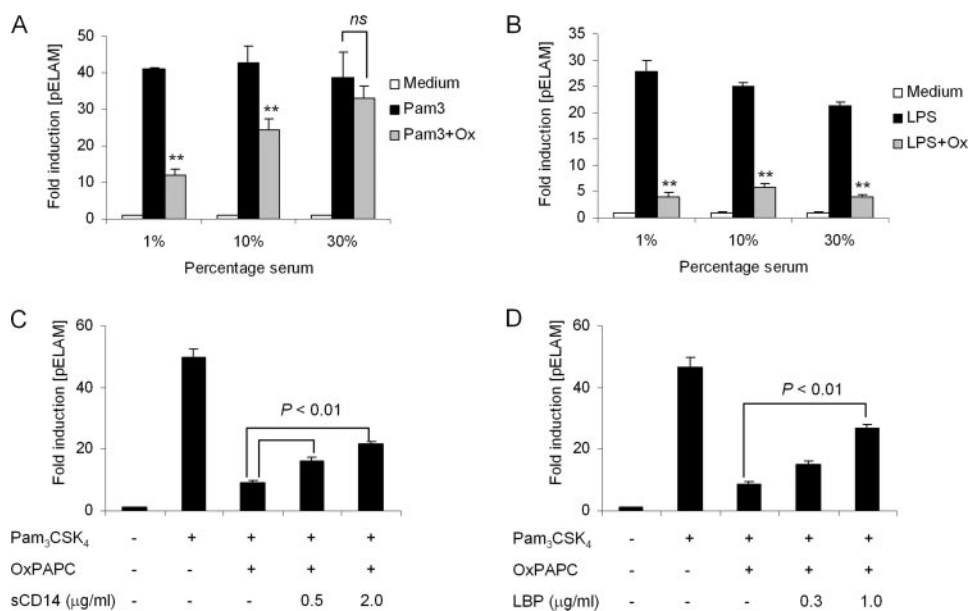 A
Fold induction [pELAM]
50
40
30
20
10
0
ns
**
**
Medium
Pam3
Pam3+Ox
1% 10% 30%
Percentage serum
B
Fold induction [pELAM]
35
30
25
20
15
10
5
0
**
**
**
Medium
LPS
LPS+Ox
1% 10% 30%
Percentage serum
C
Fold induction [pELAM]
60
40
20
0
P < 0.01
Pam₃CSK₄ - + + + +
OxPAPC - - + + +
sCD14 (μg/ml) - - - 0.5 2.0
D
Fold induction [pELAM]
60
40
20
0
P < 0.01
Pam₃CSK₄ - + + + +
OxPAPC - - + + +
LBP (μg/ml) - - - 0.3 1.0